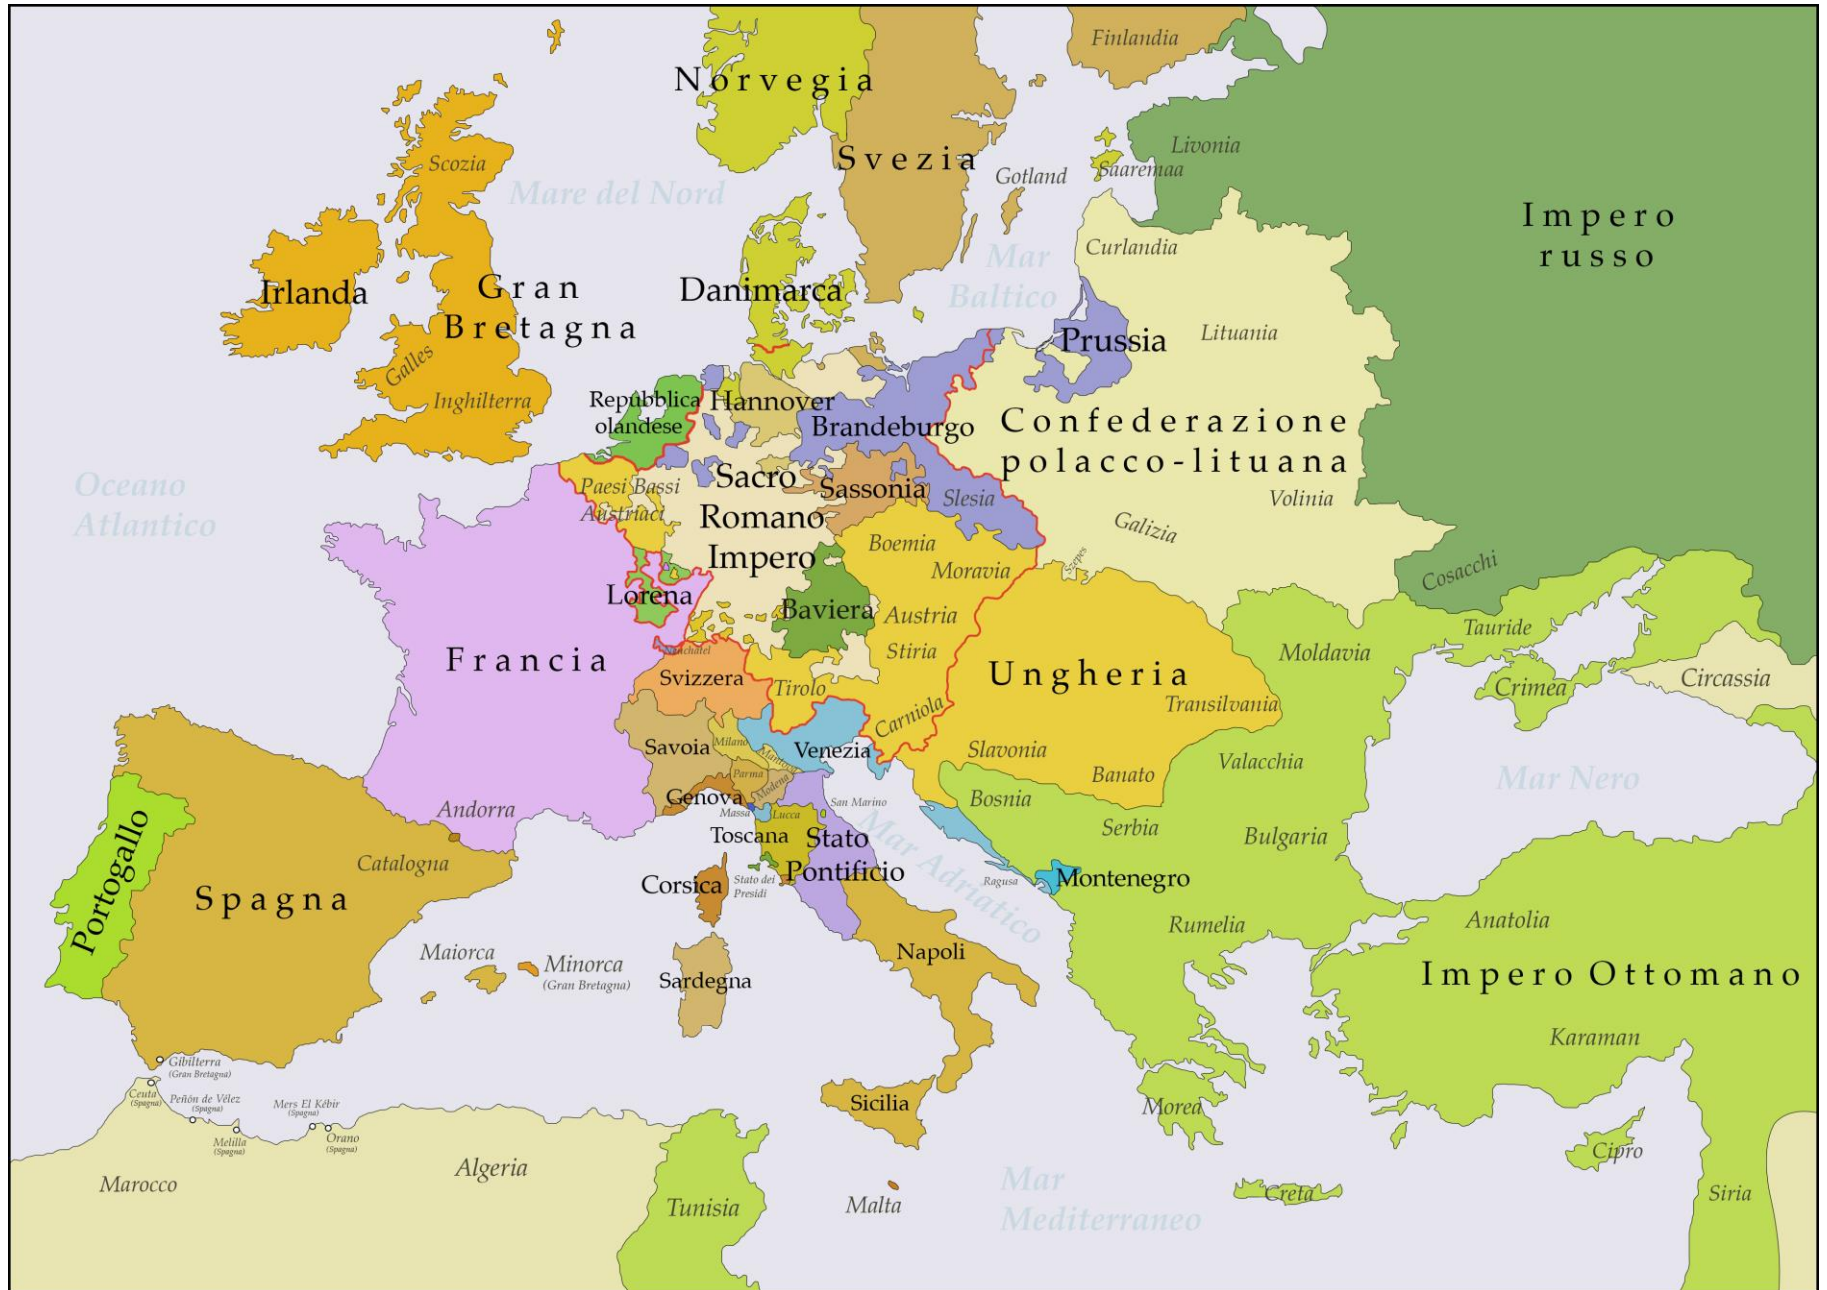 Finlandia
Norvegia
Svezia
Scozia
Mare del Nord
Gotland
Saaremaa
Livonia
Impero
russo
Curlandia
Mar
Baltico
Irlanda
Gran
Bretagna
Danimarca
Prussia
Lituania
Galles
Inghilterra
Repubblica
olandese
Hannover
Brandeburgo
Confederazione
polacco-lituana
Oceano
Atlantico
Paesi Bassi
Austriaci
Sacro
Romano
Impero
Sassonia
Slesia
Volinia
Galizia
Boemia
Moravia
Szepes
Cosacchi
Lorena
Baviera
Austria
Tauride
Francia
Neuchatel
Svizzera
Stiria
Tirolo
Ungheria
Moldavia
Circassia
Crimea
Transilvania
Carniola
Savoia
Milano
Mantova
Venezia
Slavonia
Banato
Valacchia
Mar Nero
Parma
Modena
Genova
Massa
Lucca
San Marino
Bosnia
Serbia
Bulgaria
Andorra
Toscana
Stato
Pontificio
Mar Adriatico
Catalogna
Portogallo
Spagna
Corsica
Stato dei
Presidi
Ragusa
Montenegro
Rumelia
Anatolia
Maiorca
Minorca
(Gran Bretagna)
Sardegna
Napoli
Impero Ottomano
Karaman
Gibilterra
(Gran Bretagna)
Ceuta
(Spagna)
Peñón de Vélez
(Spagna)
Melilla
(Spagna)
Mers El Kébir
(Spagna)
Orano
(Spagna)
Sicilia
Morea
Cipro
Marocco
Algeria
Tunisia
Malta
Mar
Mediterraneo
Creta
Siria